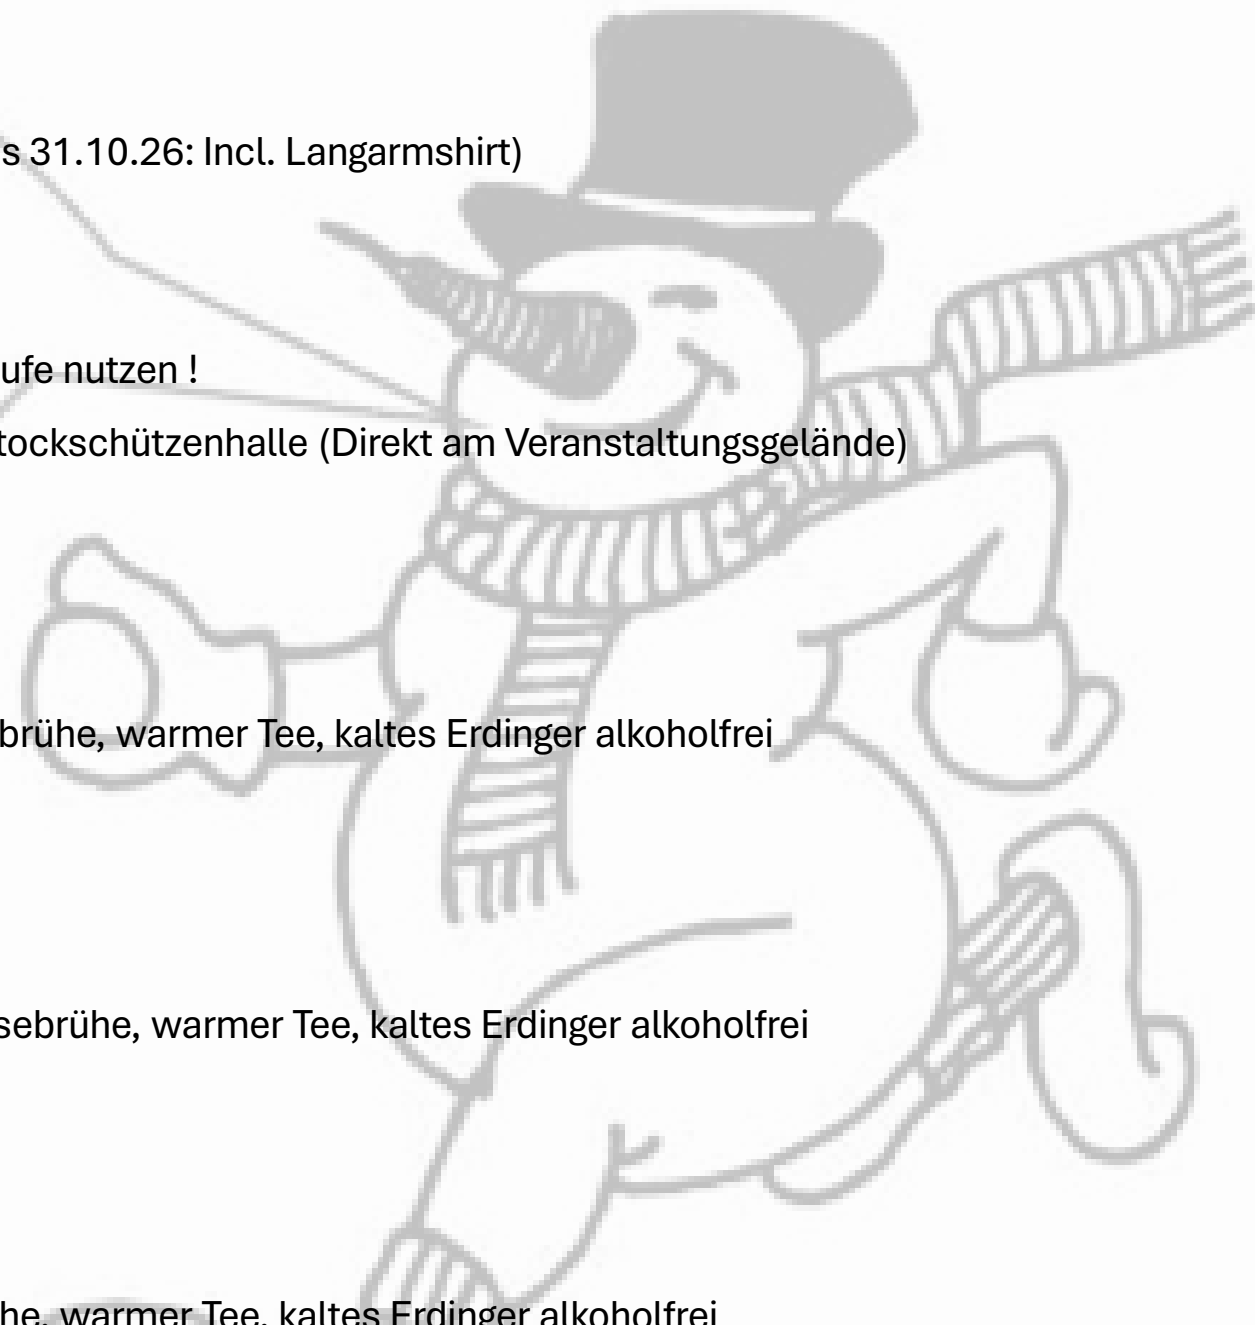 s 31.10.26: Incl. Langarmshirt)
ufe nutzen !
tockschützenhalle (Direkt am Veranstaltungsgelände)
brühe, warmer Tee, kaltes Erdinger alkoholfrei
sebrühe, warmer Tee, kaltes Erdinger alkoholfrei
he, warmer Tee, kaltes Erdinger alkoholfrei